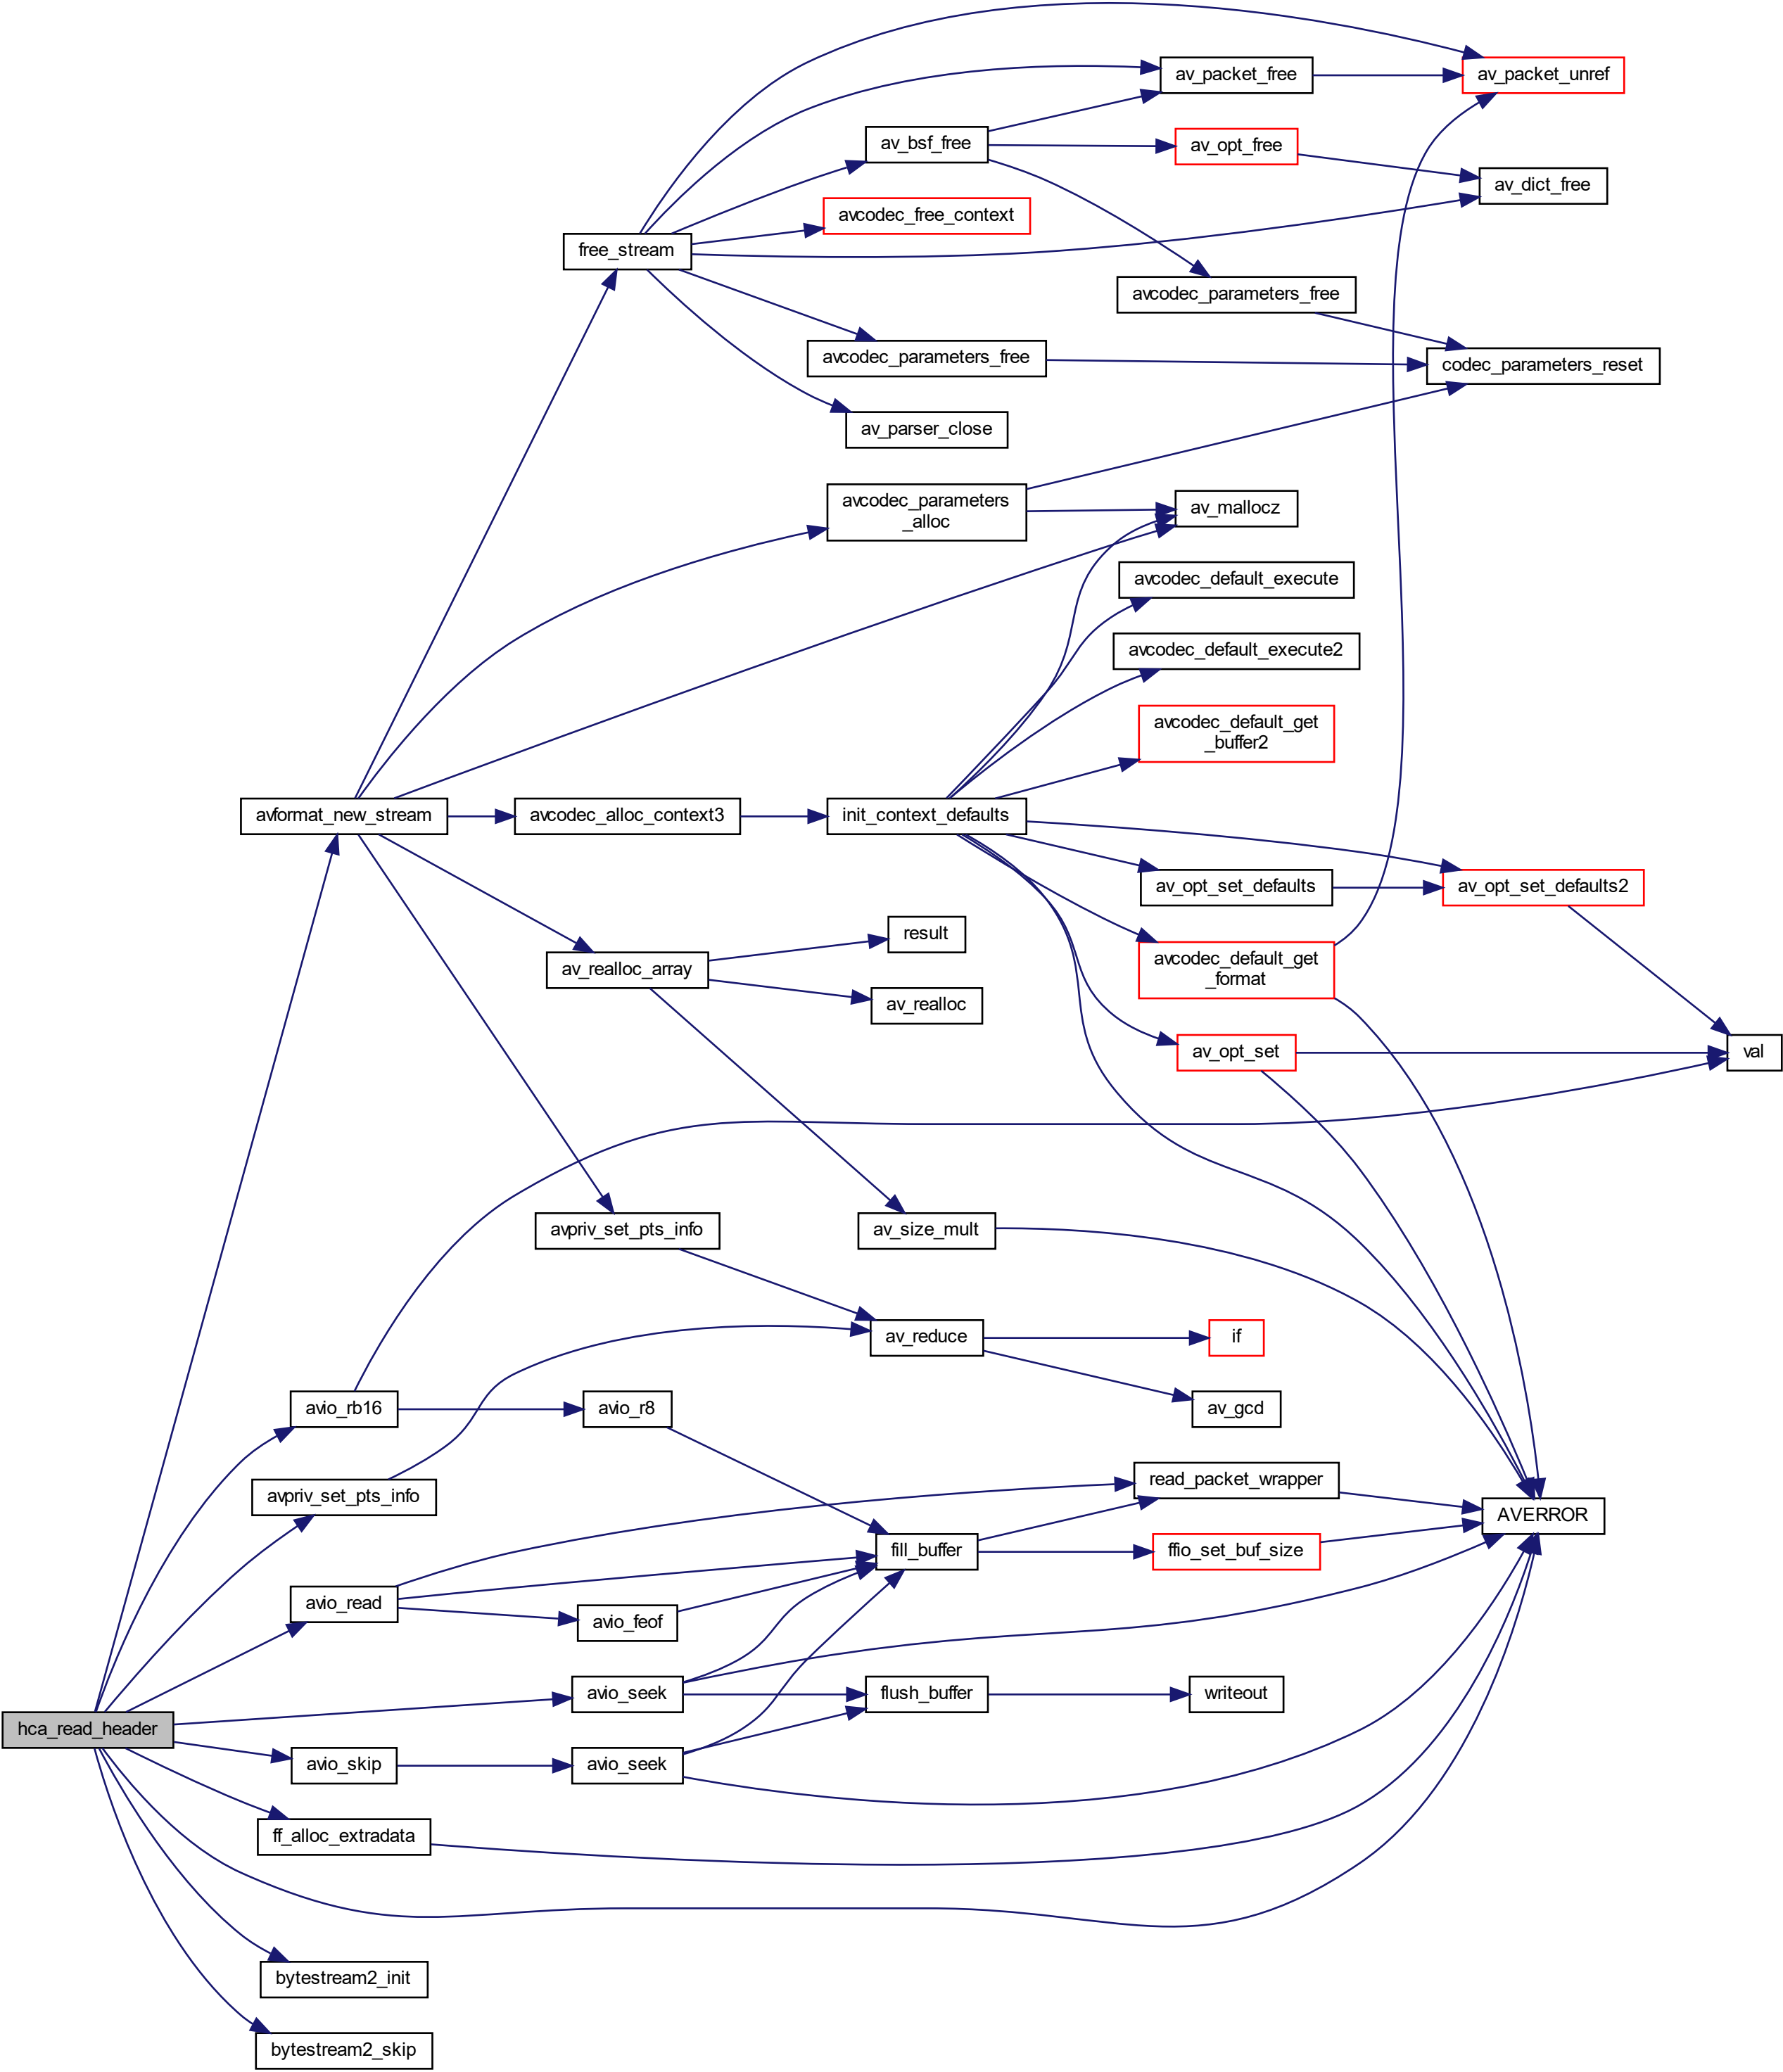 av_packet_free
av_packet_unref
av_bsf_free
av_opt_free
av_dict_free
avcodec_free_context
free_stream
avcodec_parameters_free
avcodec_parameters_free
codec_parameters_reset
av_parser_close
avcodec_parameters
_alloc
av_mallocz
avcodec_default_execute
avcodec_default_execute2
avcodec_default_get
_buffer2
avformat_new_stream
avcodec_alloc_context3
init_context_defaults
av_opt_set_defaults
av_opt_set_defaults2
result
av_realloc_array
avcodec_default_get
_format
av_realloc
av_opt_set
val
avpriv_set_pts_info
av_size_mult
av_reduce
if
avio_rb16
avio_r8
av_gcd
avpriv_set_pts_info
read_packet_wrapper
AVERROR
fill_buffer
ffio_set_buf_size
avio_read
avio_feof
avio_seek
flush_buffer
writeout
hca_read_header
avio_skip
avio_seek
ff_alloc_extradata
bytestream2_init
bytestream2_skip